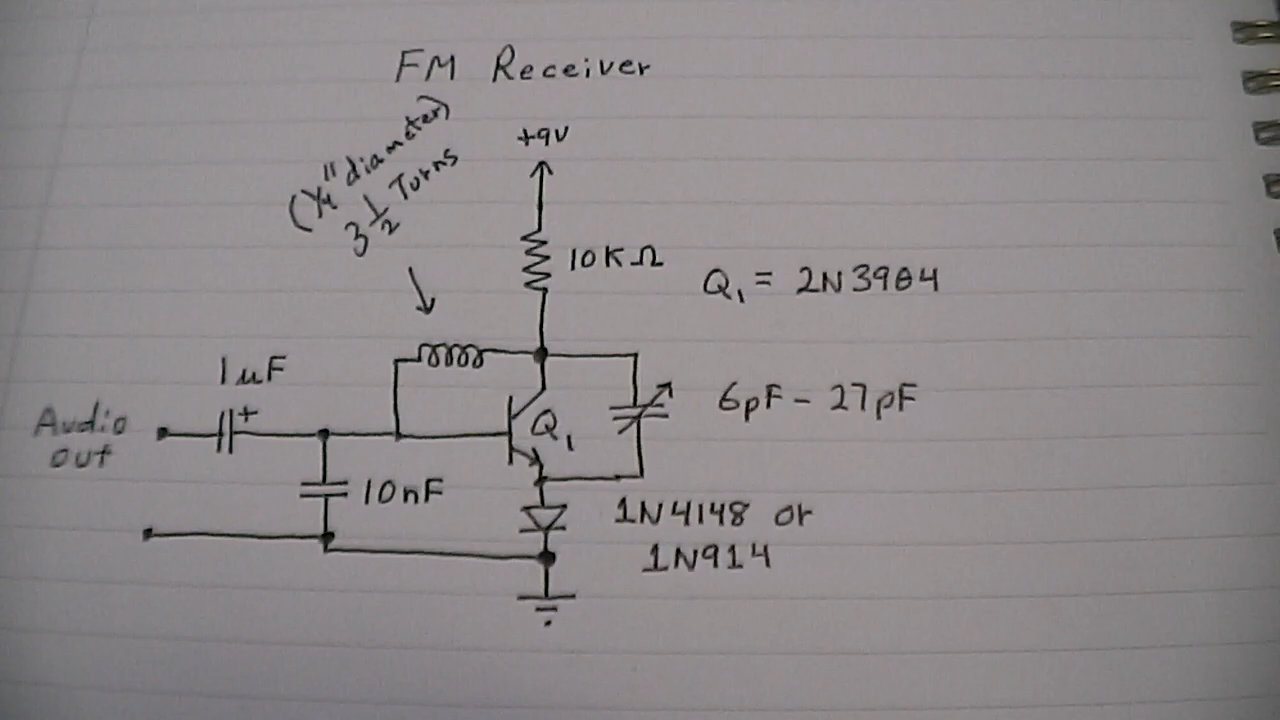 FM Receiver
(1/4" diameter)
3 1/2 Turns
+9V
10KΩ
Q1 = 2N3904
1uF
+
Audio
out
Q1
6pF - 27pF
10nF
1N4148 or
1N914